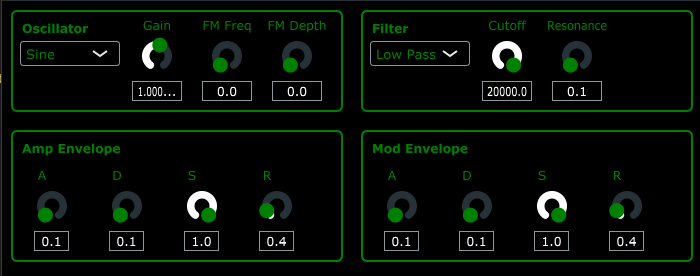 Oscillator
Gain FM Freq FM Depth
Sine
1.000... 0.0 0.0
Filter
Cutoff Resonance
Low Pass
20000.0 0.1
Amp Envelope
A D S R
0.1 0.1 1.0 0.4
Mod Envelope
A D S R
0.1 0.1 1.0 0.4